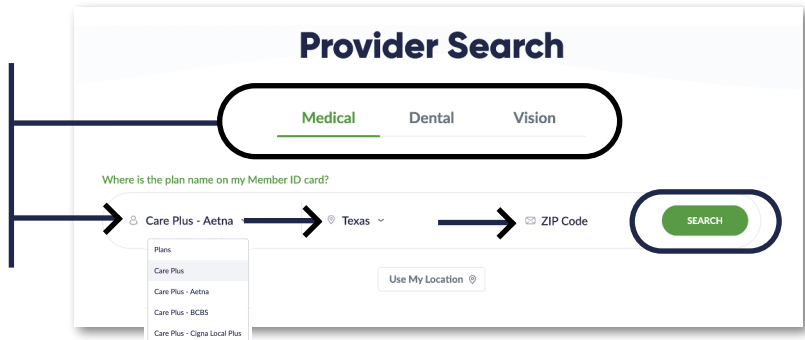 Provider Search
Medical Dental Vision
Where is the plan name on my Member ID card?
Care Plus - Aetna Texas ZIP Code SEARCH
Plans
Care Plus
Care Plus - Aetna
Care Plus - BCBS
Care Plus - Cigna Local Plus
Use My Location